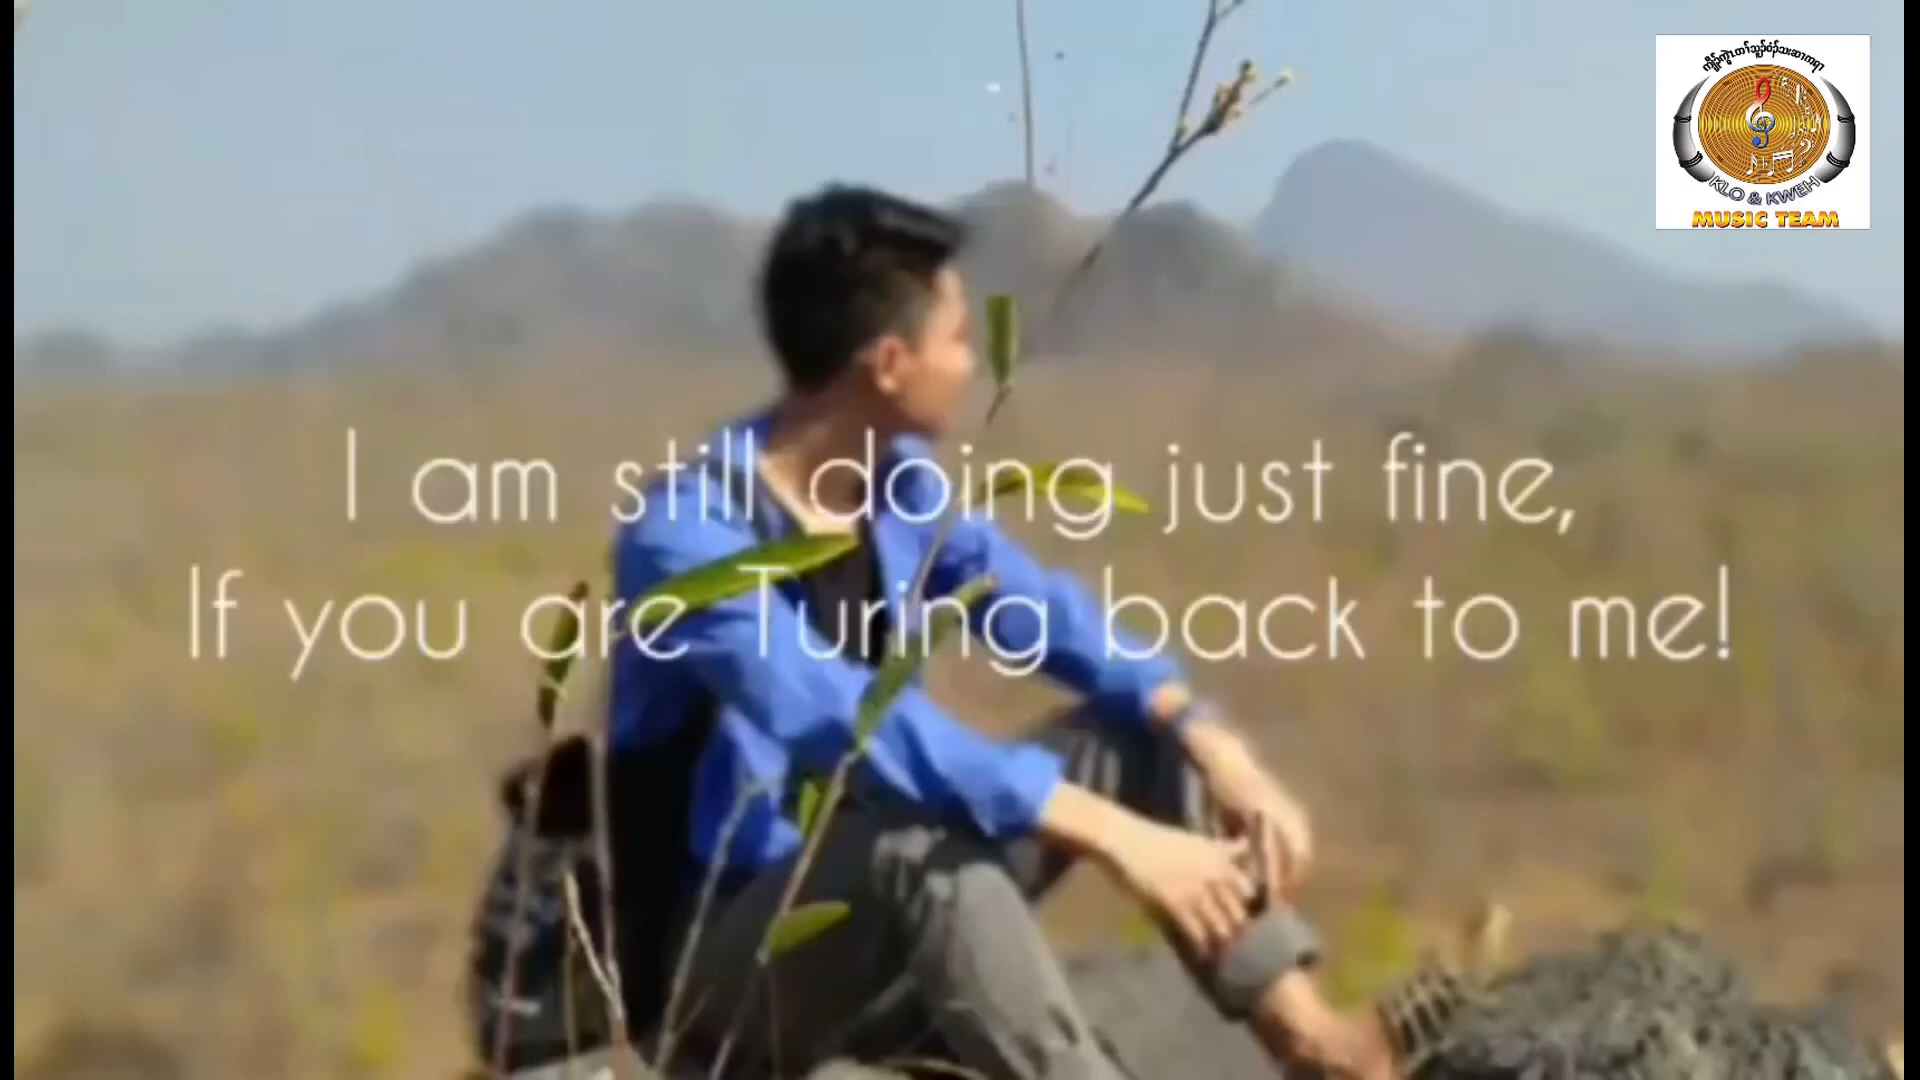 I am still doing just fine,
If you are Turing back to me!
KLO & KWEH
MUSIC TEAM